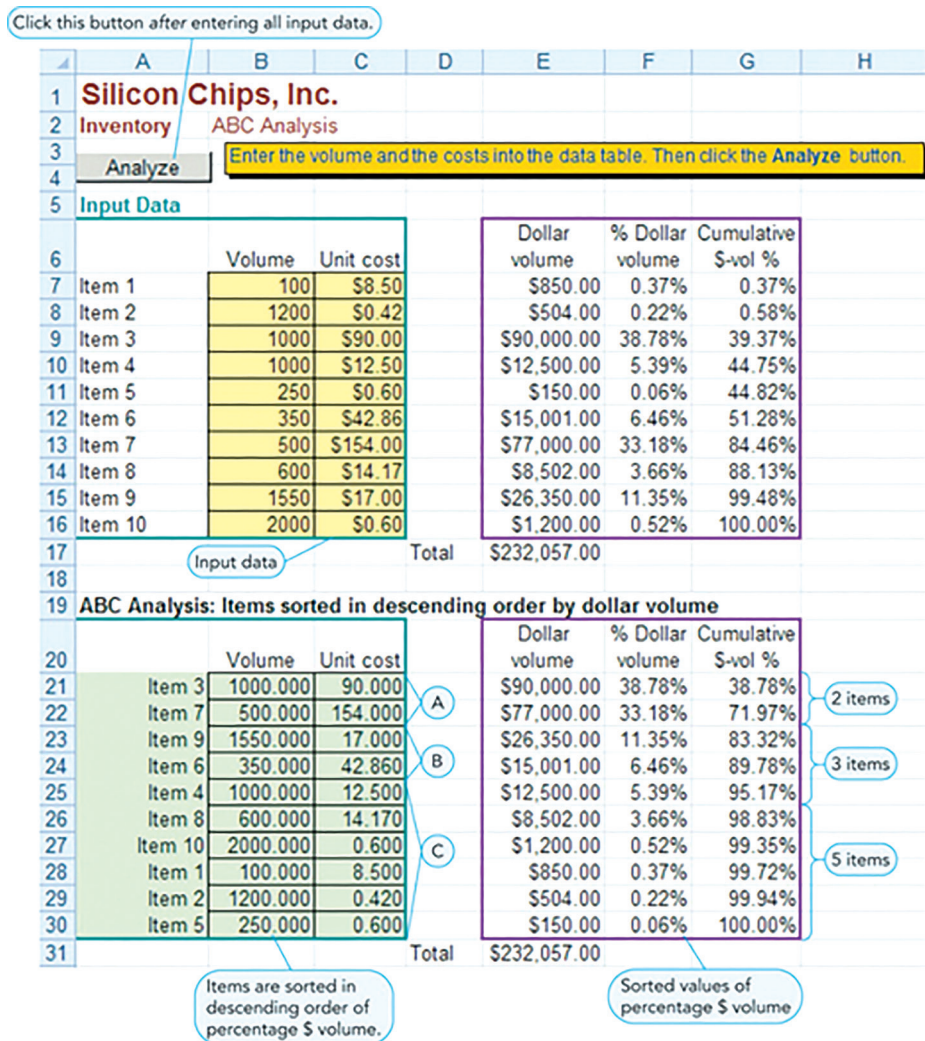 Click this button after entering all input data.
A B C D E F G H
1 Silicon Chips, Inc.
2 Inventory ABC Analysis
3 Enter the volume and the costs into the data table. Then click the Analyze button.
4 Analyze
5 Input Data
Dollar % Dollar Cumulative
6 Volume Unit cost volume volume $-vol %
7 Item 1 100 $8.50 $850.00 0.37% 0.37%
8 Item 2 1200 $0.42 $504.00 0.22% 0.58%
9 Item 3 1000 $90.00 $90,000.00 38.78% 39.37%
10 Item 4 1000 $12.50 $12,500.00 5.39% 44.75%
11 Item 5 250 $0.60 $150.00 0.06% 44.82%
12 Item 6 350 $42.86 $15,001.00 6.46% 51.28%
13 Item 7 500 $154.00 $77,000.00 33.18% 84.46%
14 Item 8 600 $14.17 $8,502.00 3.66% 88.13%
15 Item 9 1550 $17.00 $26,350.00 11.35% 99.48%
16 Item 10 2000 $0.60 $1,200.00 0.52% 100.00%
17 Total $232,057.00
Input data
18
19 ABC Analysis: Items sorted in descending order by dollar volume
Dollar % Dollar Cumulative
20 Volume Unit cost volume volume $-vol %
21 Item 3 1000.000 90.000 $90,000.00 38.78% 38.78%
A 2 items
22 Item 7 500.000 154.000 $77,000.00 33.18% 71.97%
23 Item 9 1550.000 17.000 $26,350.00 11.35% 83.32%
24 Item 6 350.000 42.860 B $15,001.00 6.46% 89.78% 3 items
25 Item 4 1000.000 12.500 $12,500.00 5.39% 95.17%
26 Item 8 600.000 14.170 $8,502.00 3.66% 98.83%
27 Item 10 2000.000 0.600 C $1,200.00 0.52% 99.35% 5 items
28 Item 1 100.000 8.500 $850.00 0.37% 99.72%
29 Item 2 1200.000 0.420 $504.00 0.22% 99.94%
30 Item 5 250.000 0.600 $150.00 0.06% 100.00%
31 Total $232,057.00
Items are sorted in
descending order of
percentage $ volume.
Sorted values of
percentage $ volume